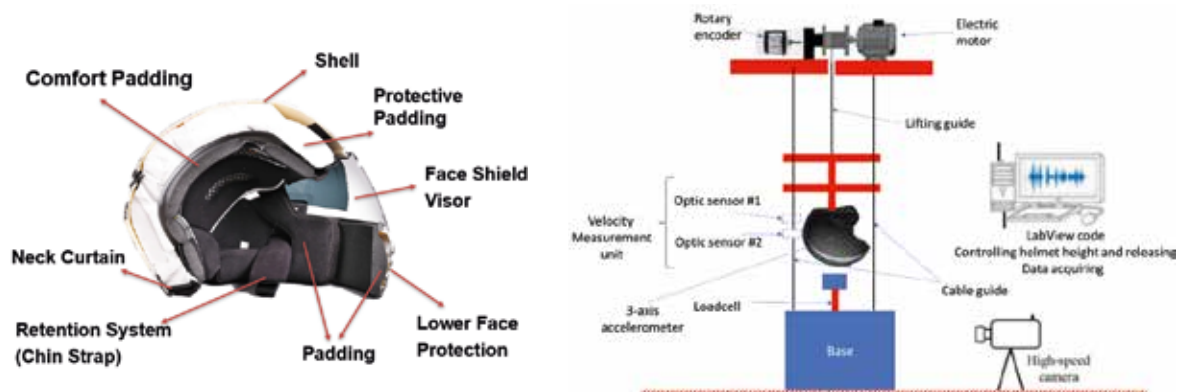 Shell
Comfort Padding
Protective
Padding
Face Shield
Visor
Neck Curtain
Retention System
(Chin Strap)
Padding
Lower Face
Protection
Rotary
encoder
Electric
motor
Lifting guide
Optic sensor #1
Velocity
Measurement
unit
Optic sensor #2
LabView code
Controlling helmet height and releasing
Data acquiring
Cable guide
3-axis
accelerometer
Loadcell
Base
High-speed
camera